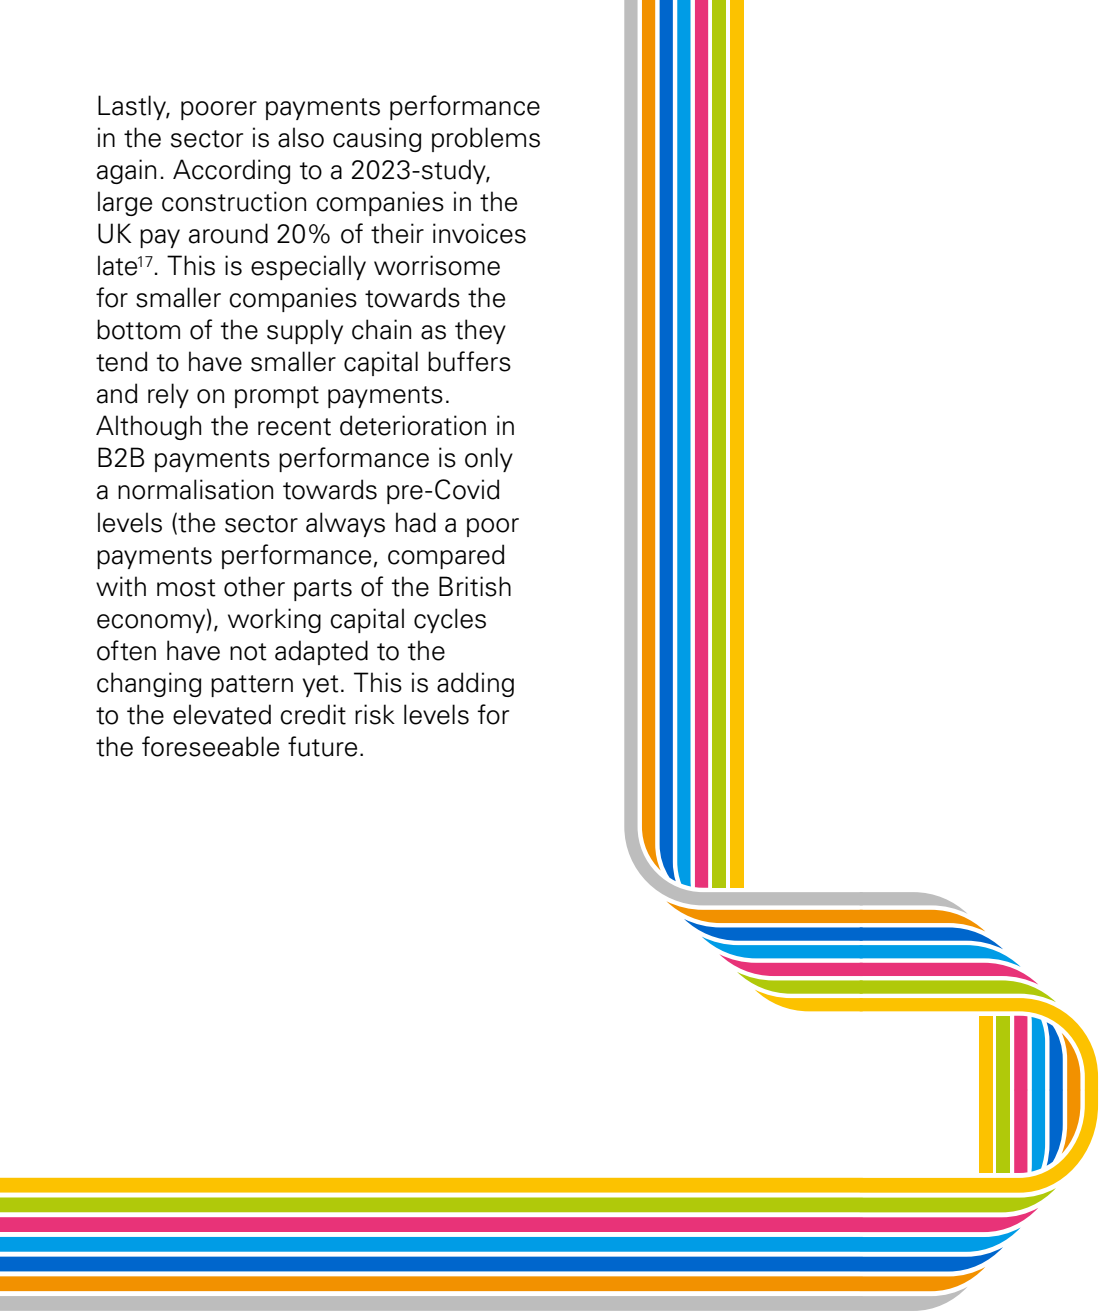 Lastly, poorer payments performance
in the sector is also causing problems
again. According to a 2023-study,
large construction companies in the
UK pay around 20% of their invoices
late¹⁷. This is especially worrisome
for smaller companies towards the
bottom of the supply chain as they
tend to have smaller capital buffers
and rely on prompt payments.
Although the recent deterioration in
B2B payments performance is only
a normalisation towards pre-Covid
levels (the sector always had a poor
payments performance, compared
with most other parts of the British
economy), working capital cycles
often have not adapted to the
changing pattern yet. This is adding
to the elevated credit risk levels for
the foreseeable future.